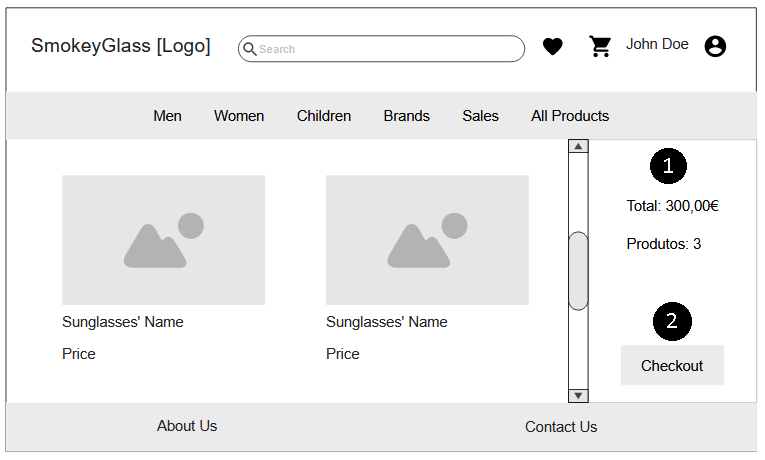 SmokeyGlass [Logo]
Search
John Doe
Men Women Children Brands Sales All Products
1
Total: 300,00€
Produtos: 3
Sunglasses' Name Sunglasses' Name
Price Price
2
Checkout
About Us Contact Us